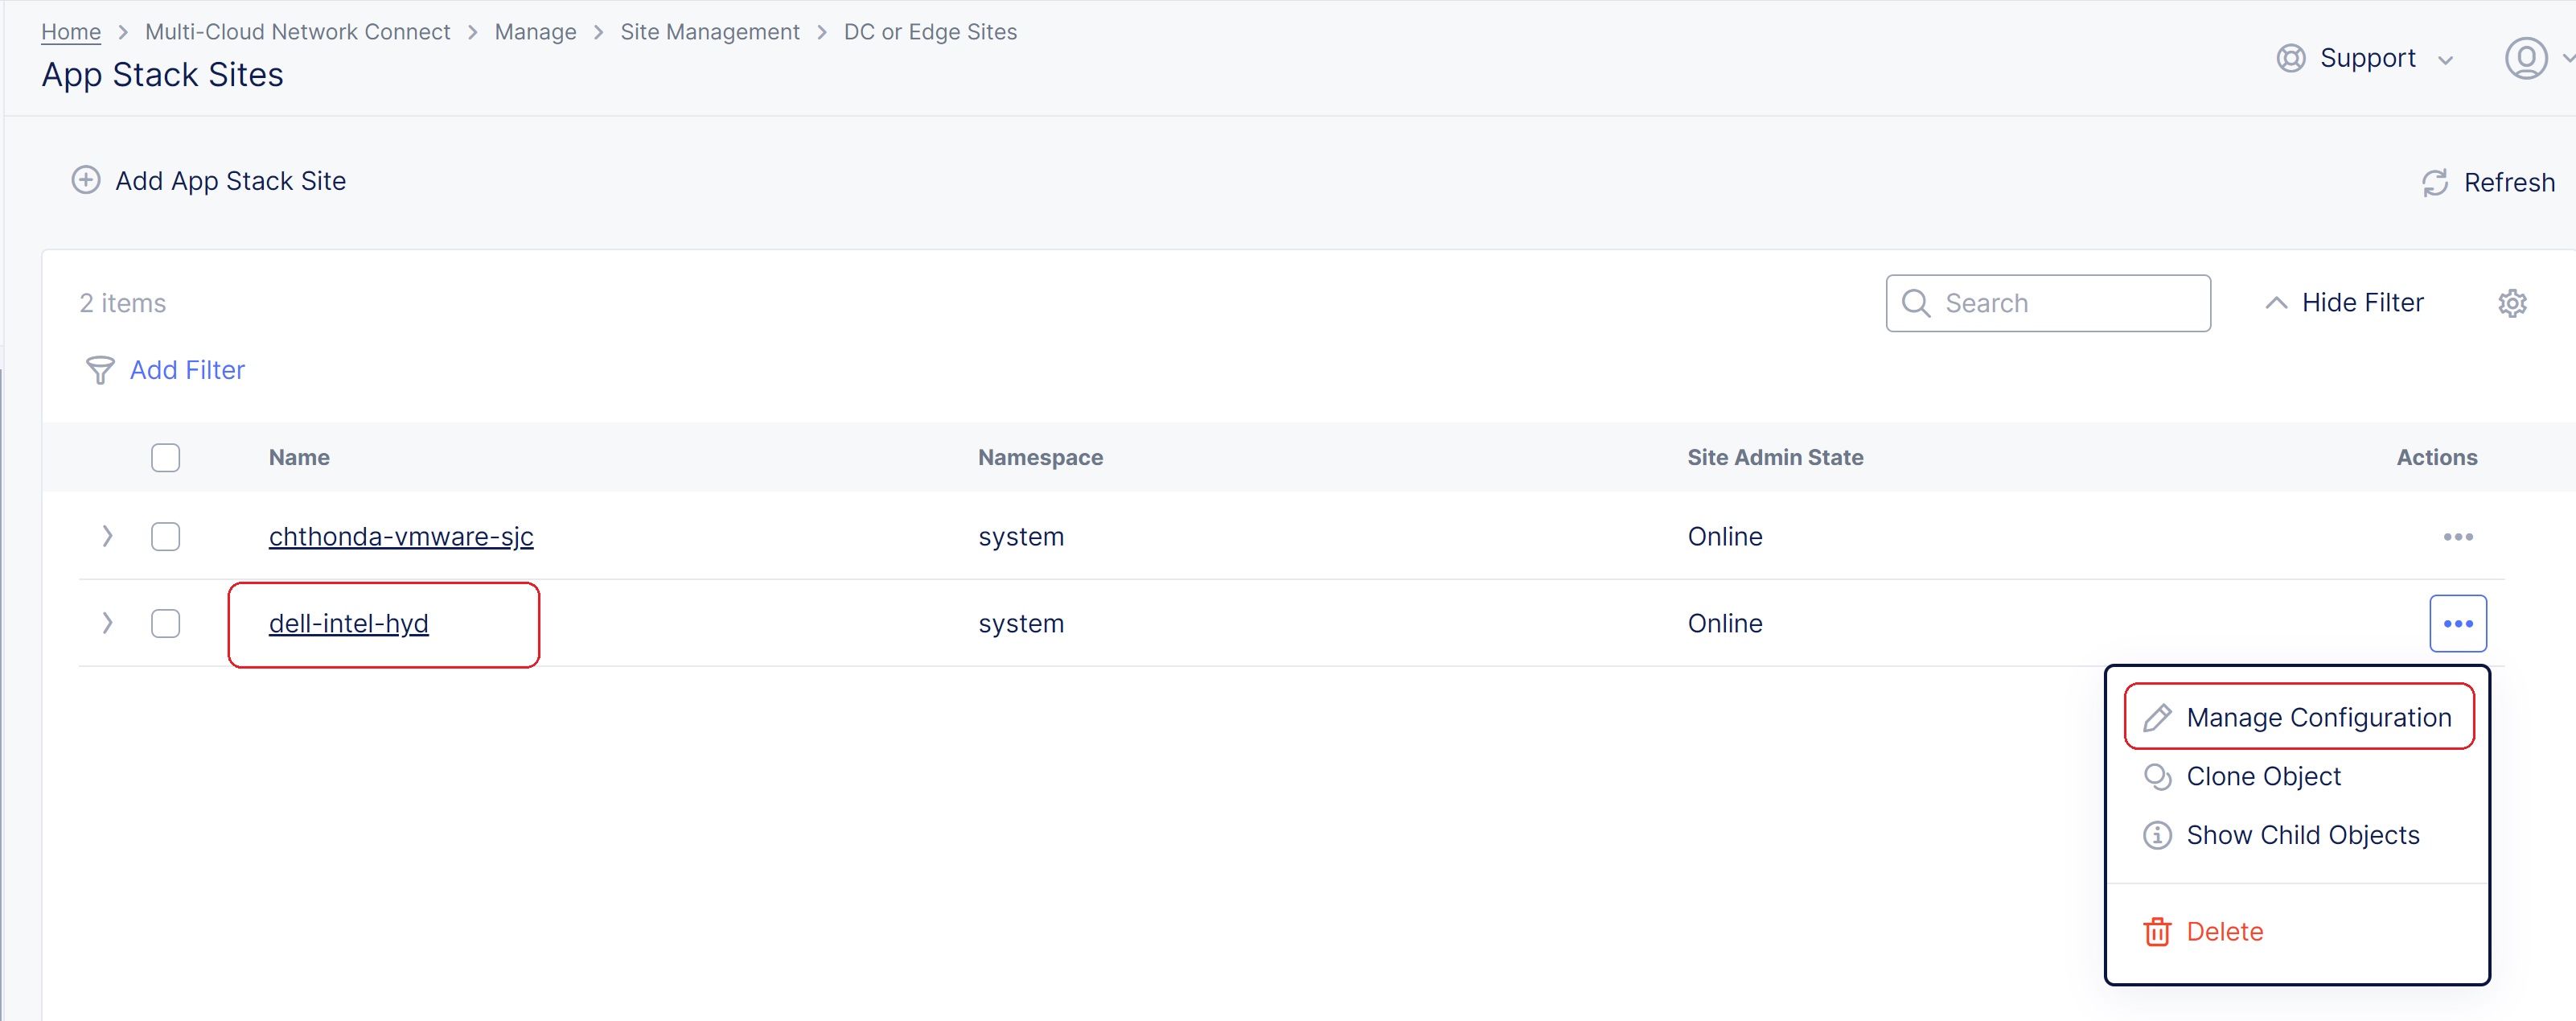 Home > Multi-Cloud Network Connect > Manage > Site Management > DC or Edge Sites
App Stack Sites
Support
Add App Stack Site
Refresh
2 items
Search
Hide Filter
Add Filter
Name Namespace Site Admin State Actions
chthonda-vmware-sjc system Online
dell-intel-hyd system Online
Manage Configuration
Clone Object
Show Child Objects
Delete